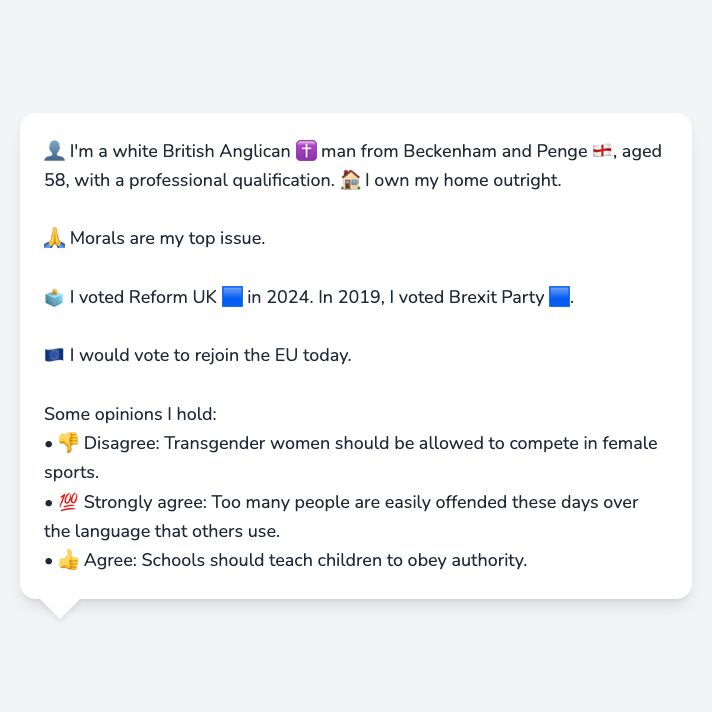 👤 I'm a white British Anglican ✝️ man from Beckenham and Penge 🏴󠁧󠁢󠁥󠁮󠁧󠁿, aged
58, with a professional qualification. 🏠 I own my home outright.
🙏 Morals are my top issue.
🗳️ I voted Reform UK 🟦 in 2024. In 2019, I voted Brexit Party 🟦.
🇪🇺 I would vote to rejoin the EU today.
Some opinions I hold:
• 👎 Disagree: Transgender women should be allowed to compete in female
sports.
• 💯 Strongly agree: Too many people are easily offended these days over
the language that others use.
• 👍 Agree: Schools should teach children to obey authority.